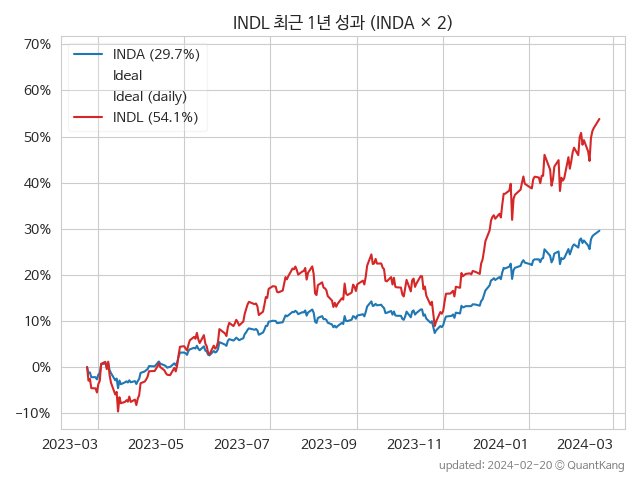 INDL 최근 1년 성과 (INDA × 2)
70%
60%
50%
40%
30%
20%
10%
0%
−10%
INDA (29.7%)
Ideal
Ideal (daily)
INDL (54.1%)
2023-03 2023-05 2023-07 2023-09 2023-11 2024-01 2024-03
updated: 2024-02-20 © QuantKang